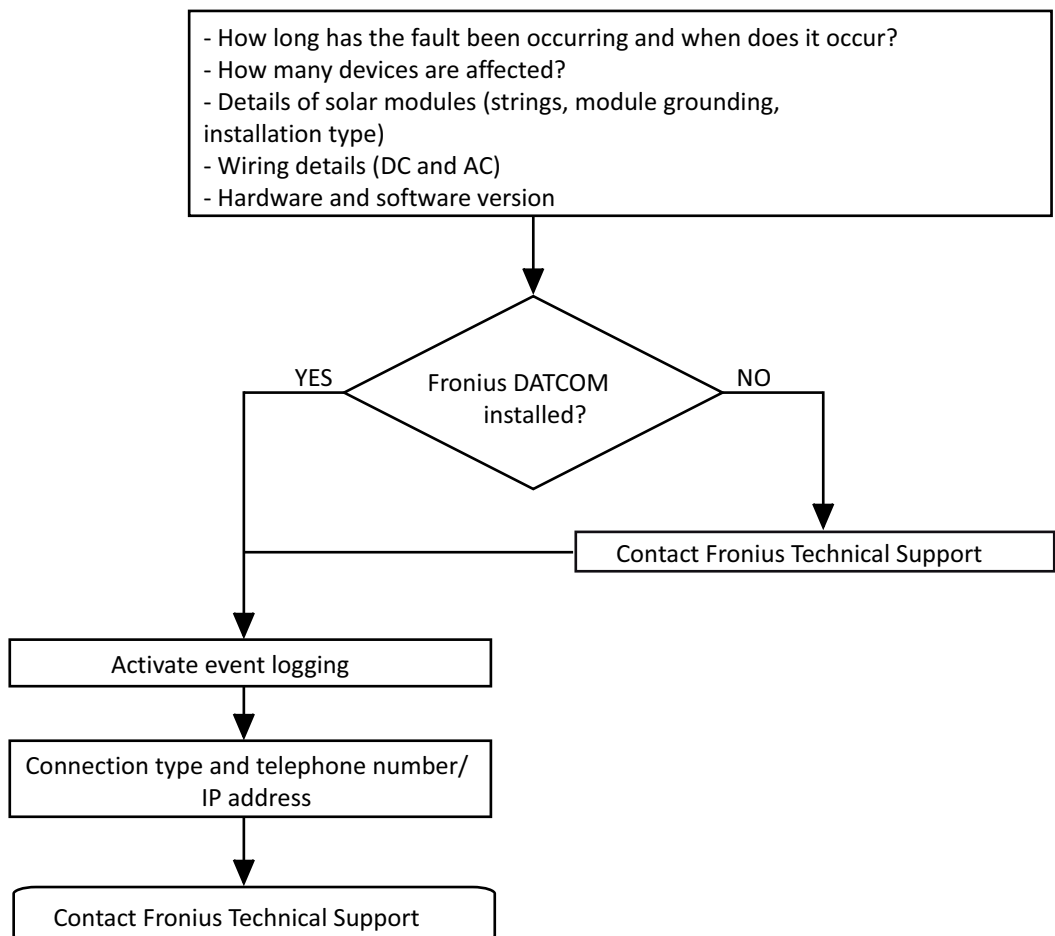 - How long has the fault been occurring and when does it occur?
- How many devices are affected?
- Details of solar modules (strings, module grounding,
installation type)
- Wiring details (DC and AC)
- Hardware and software version
YES
Fronius DATCOM
installed?
NO
Contact Fronius Technical Support
Activate event logging
Connection type and telephone number/
IP address
Contact Fronius Technical Support